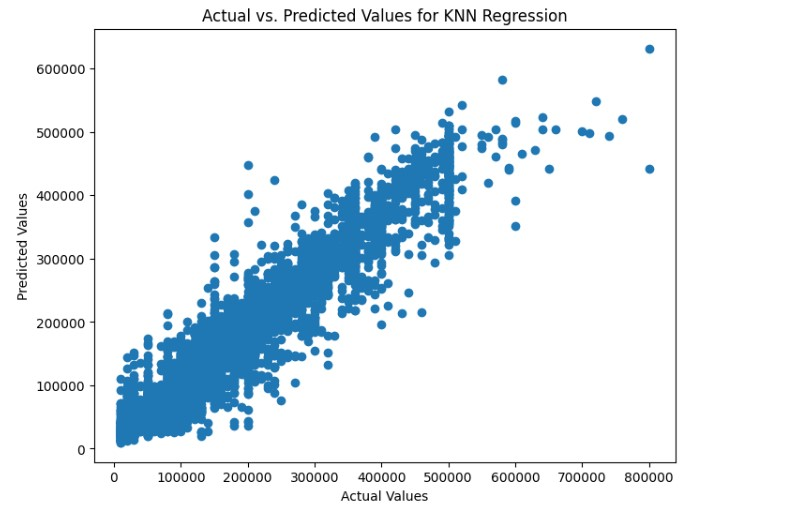 Actual vs. Predicted Values for KNN Regression
600000
500000
400000
300000
200000
100000
0
Predicted Values
0 100000 200000 300000 400000 500000 600000 700000 800000
Actual Values